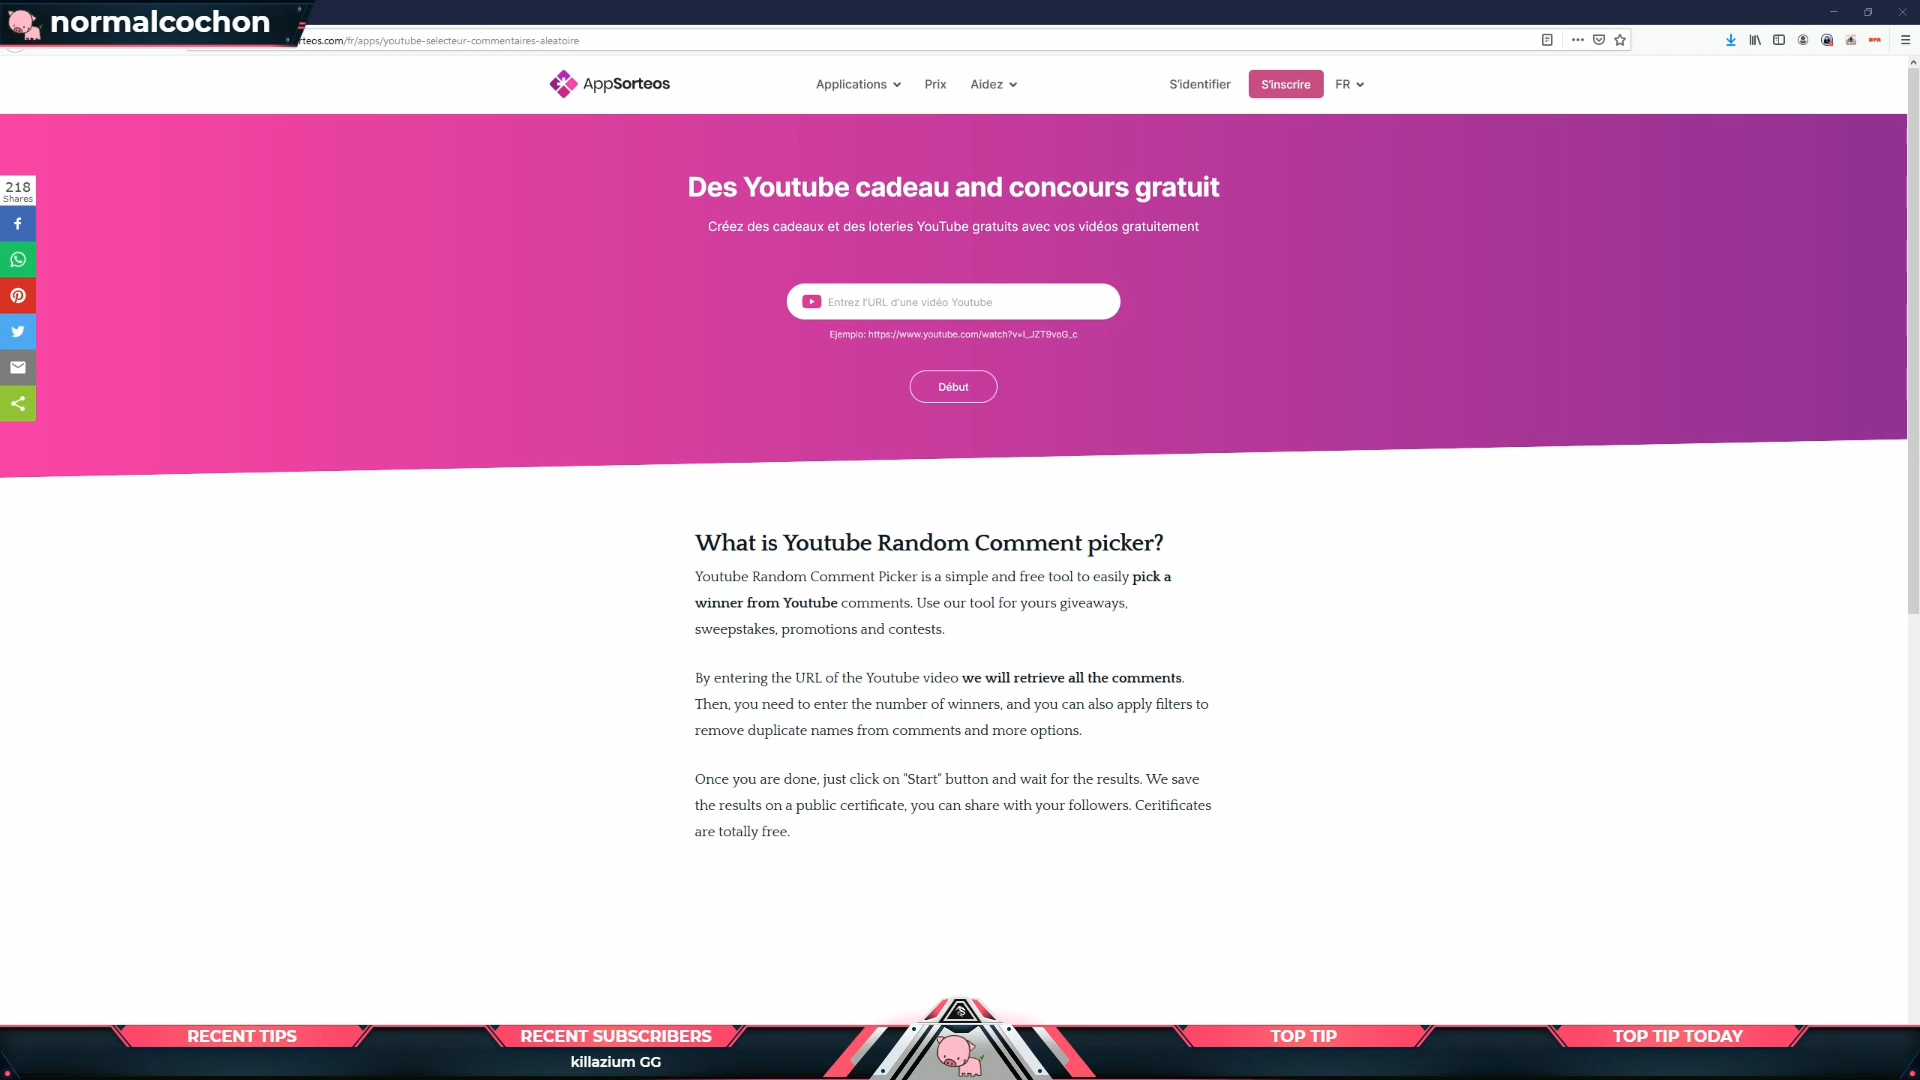 normalcochon
rteos.com/fr/apps/youtube-selecteur-commentaires-aleatoire
AppSorteos
Applications
Prix
Aidez
S'identifier
S'inscrire
FR
218
Shares
Des Youtube cadeau and concours gratuit
Créez des cadeaux et des loteries YouTube gratuits avec vos vidéos gratuitement
Entrez l'URL d'une vidéo Youtube
Ejemplo: https://www.youtube.com/watch?v=I_JZT9voG_c
Début
What is Youtube Random Comment picker?
Youtube Random Comment Picker is a simple and free tool to easily pick a
winner from Youtube comments. Use our tool for yours giveaways,
sweepstakes, promotions and contests.
By entering the URL of the Youtube video we will retrieve all the comments.
Then, you need to enter the number of winners, and you can also apply filters to
remove duplicate names from comments and more options.
Once you are done, just click on "Start" button and wait for the results. We save
the results on a public certificate, you can share with your followers. Ceritificates
are totally free.
RECENT TIPS
RECENT SUBSCRIBERS
killazium GG
TOP TIP
TOP TIP TODAY